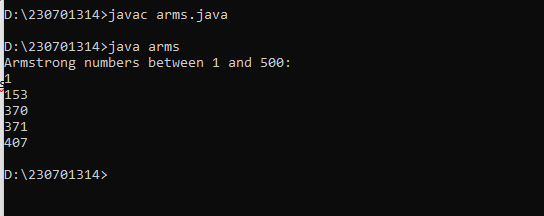 D:\230701314>javac arms.java
D:\230701314>java arms
Armstrong numbers between 1 and 500:
1
153
370
371
407
D:\230701314>